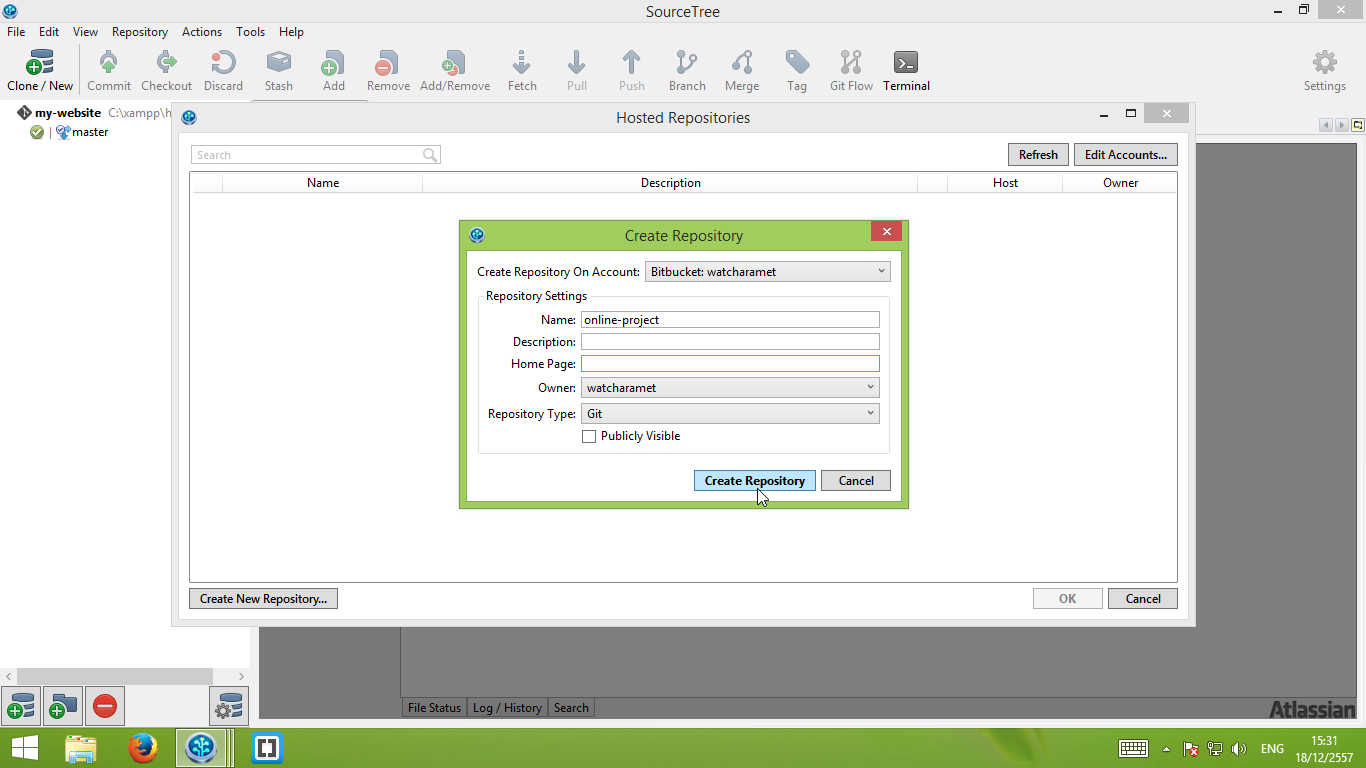 SourceTree
File Edit View Repository Actions Tools Help
Clone / New Commit Checkout Discard Stash Add Remove Add/Remove Fetch Pull Push Branch Merge Tag Git Flow Terminal Settings
my-website C:\xampp\h
master
Hosted Repositories
Search Refresh Edit Accounts...
Name Description Host Owner
Create Repository
Create Repository On Account: Bitbucket: watcharamet
Repository Settings
Name: online-project
Description:
Home Page:
Owner: watcharamet
Repository Type: Git
Publicly Visible
Create Repository Cancel
Create New Repository... OK Cancel
File Status Log / History Search Atlassian
ENG 15:31
18/12/2557